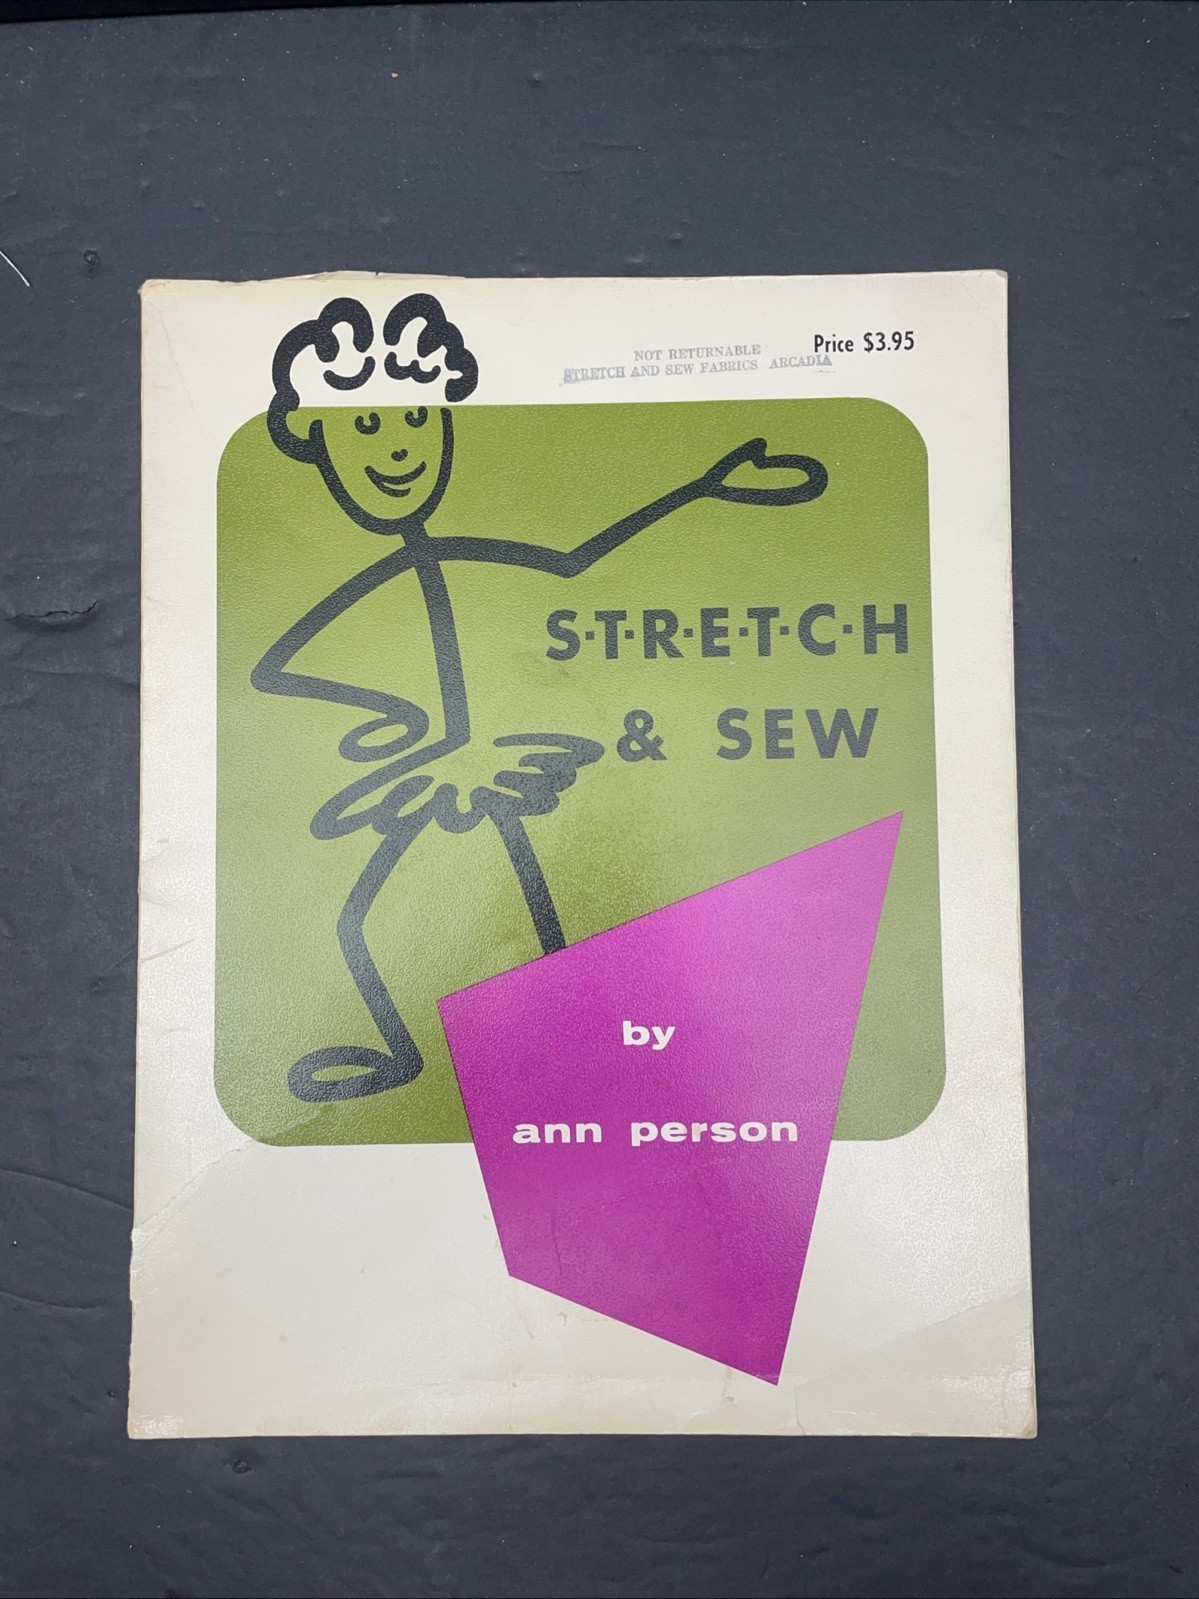 Price $3.95
NOT RETURNABLE
STRETCH AND SEW FABRICS ARCADIA
S·T·R·E·T·C·H
& SEW
by
ann person